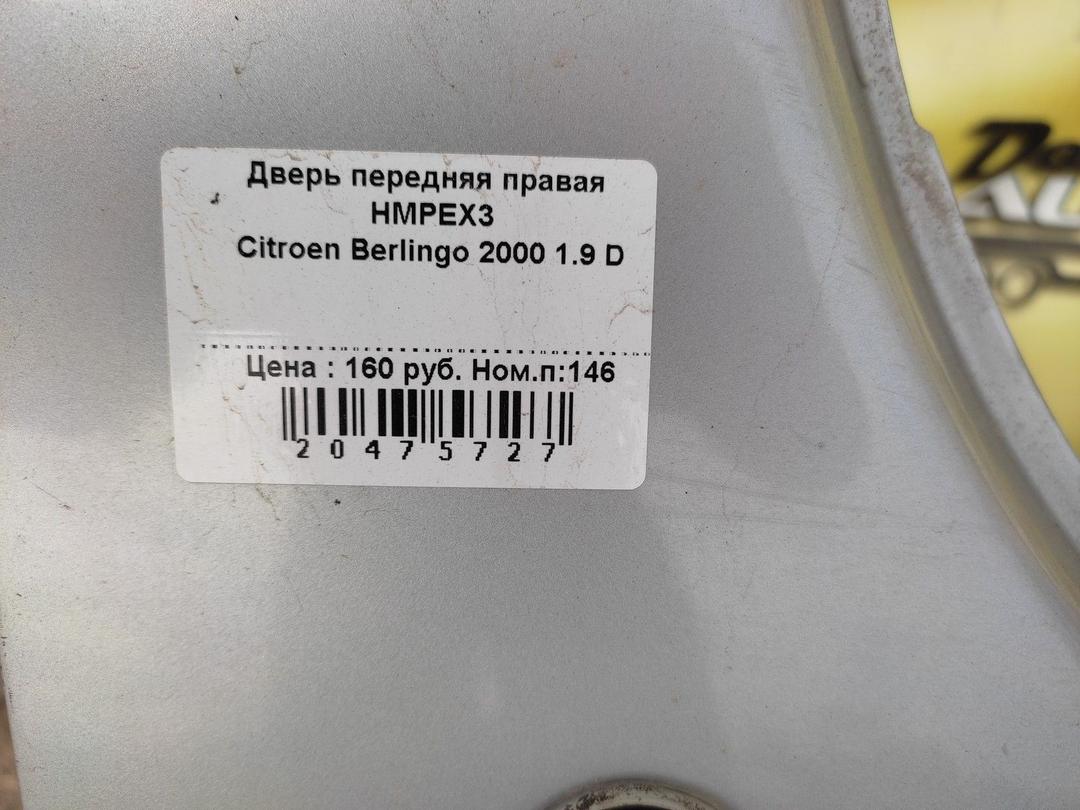 Дверь передняя правая
HMPEX3
Citroen Berlingo 2000 1.9 D
Цена : 160 руб. Ном.п:146
20475727